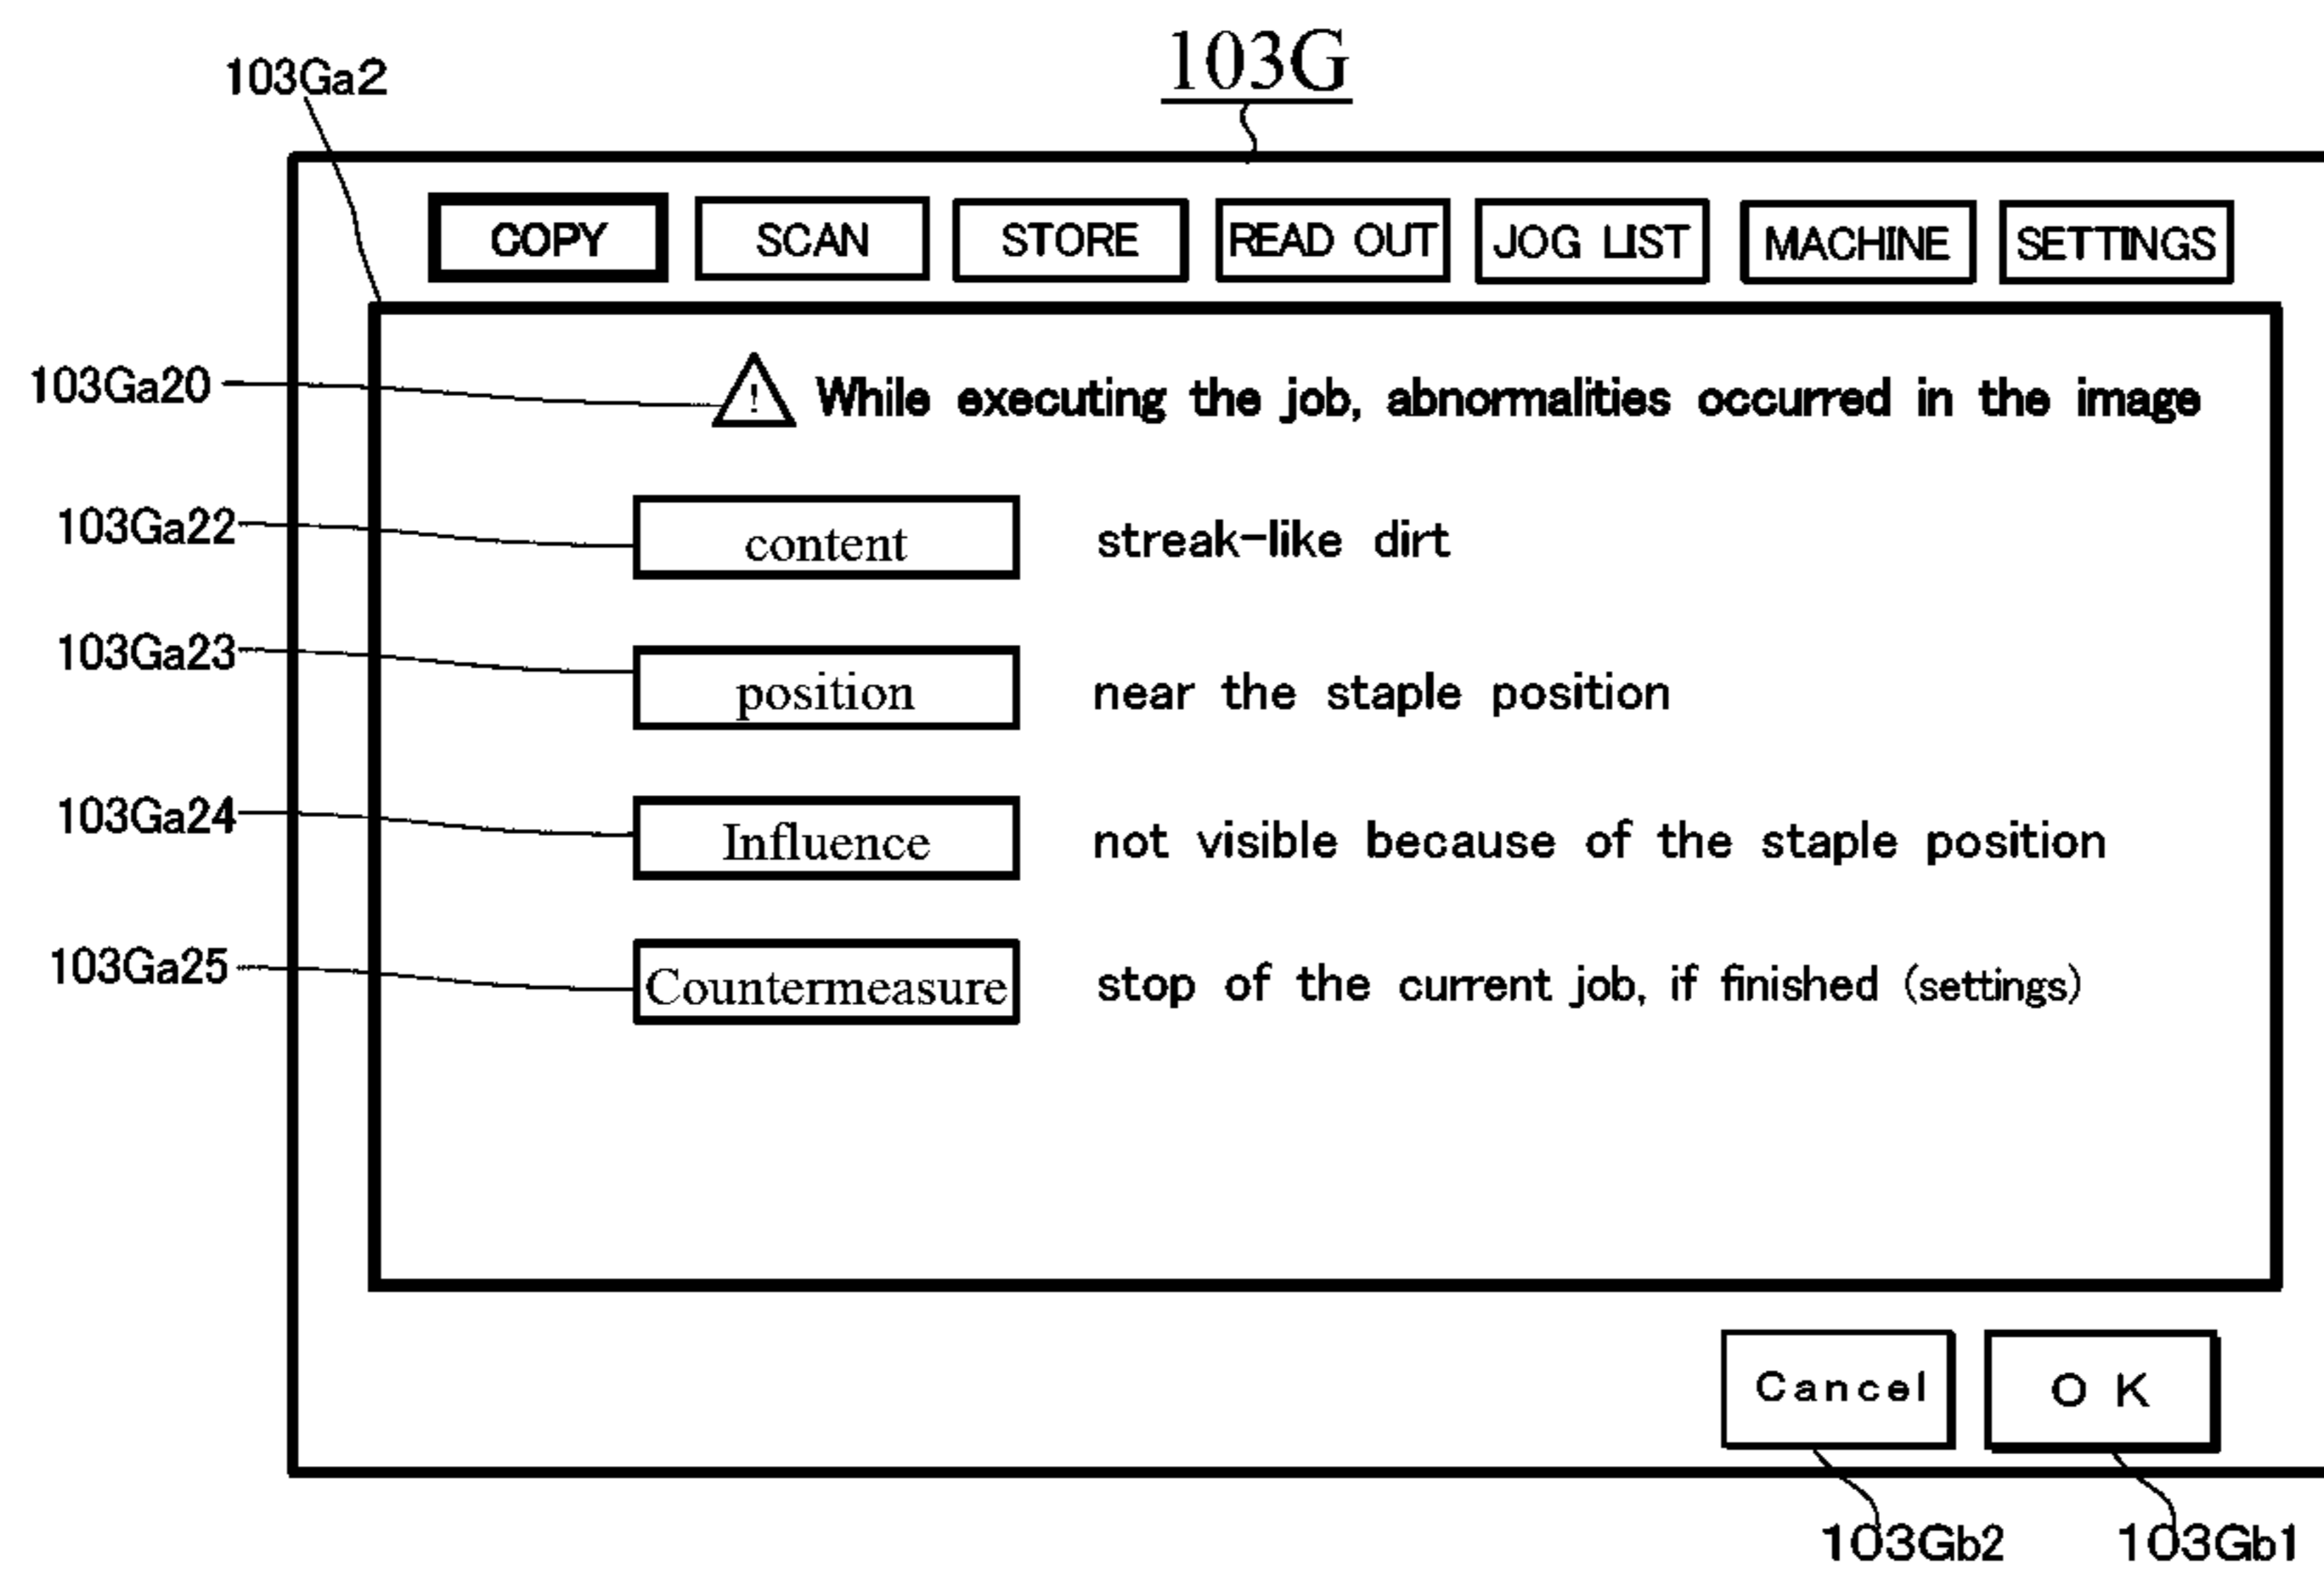 103G
103Ga2
COPY SCAN STORE READ OUT JOG LIST MACHINE SETTINGS
103Ga20 ! While executing the job, abnormalities occurred in the image
103Ga22 content streak-like dirt
103Ga23 position near the staple position
103Ga24 Influence not visible because of the staple position
103Ga25 Countermeasure stop of the current job, if finished (settings)
Cancel OK
103Gb2 103Gb1